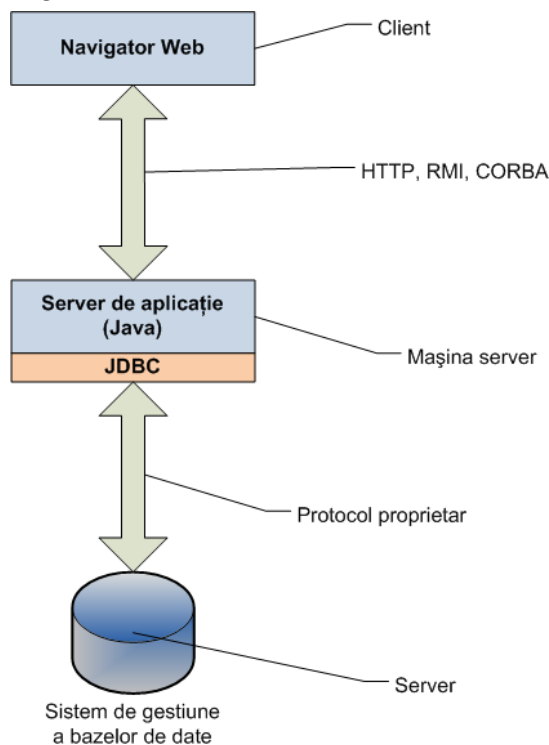 Navigator Web
Client
HTTP, RMI, CORBA
Server de aplicație
(Java)
JDBC
Maşina server
Protocol proprietar
Server
Sistem de gestiune
a bazelor de date